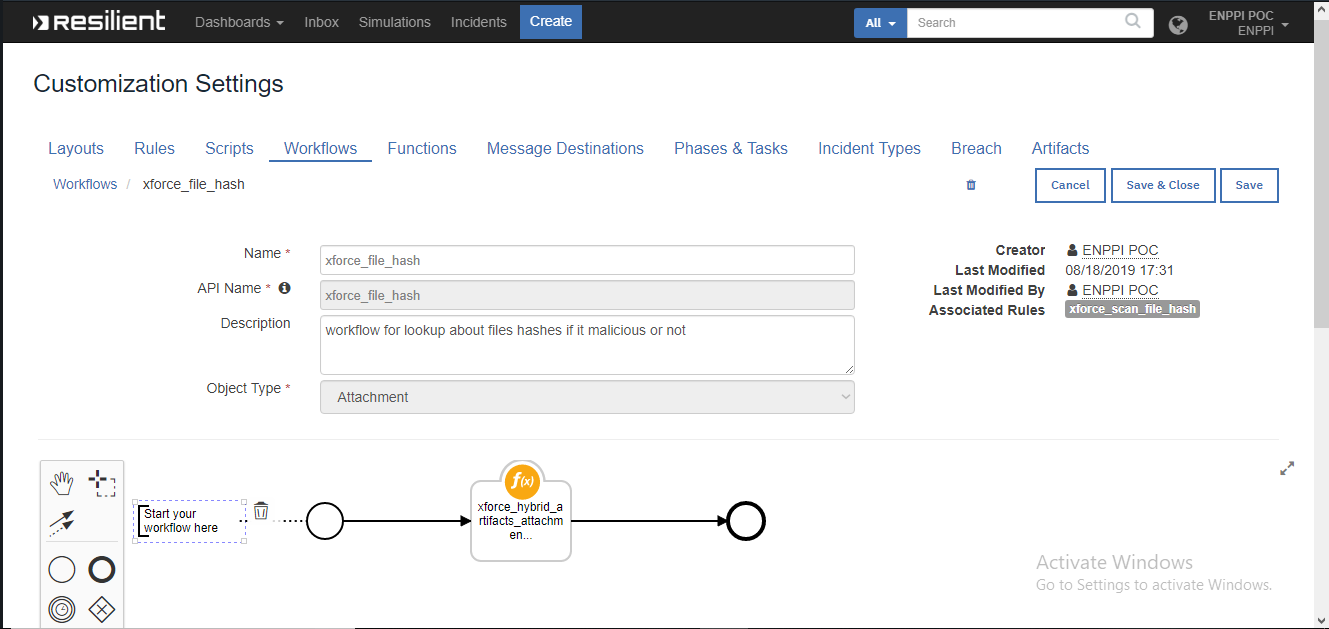 resilient Dashboards Inbox Simulations Incidents Create All Search ENPPI POC
ENPPI
Customization Settings
Layouts Rules Scripts Workflows Functions Message Destinations Phases & Tasks Incident Types Breach Artifacts
Workflows / xforce_file_hash Cancel Save & Close Save
Name * xforce_file_hash
API Name * xforce_file_hash
Description workflow for lookup about files hashes if it malicious or not
Object Type * Attachment
Creator ENPPI POC
Last Modified 08/18/2019 17:31
Last Modified By ENPPI POC
Associated Rules xforce_scan_file_hash
Start your
workflow here
f(x)
xforce_hybrid_a
rtifacts_attachm
en...
Activate Windows
Go to Settings to activate Windows.